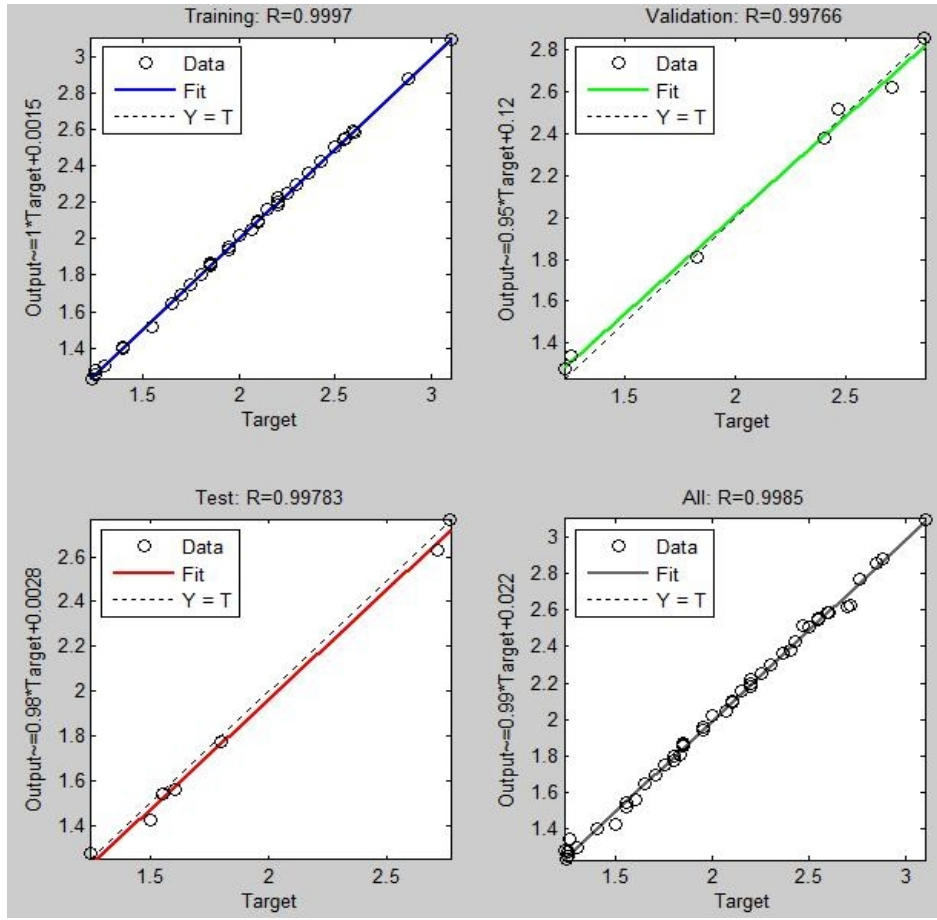 Training: R=0.9997
Data
Fit
Y = T
Output~=1*Target+0.0015
3
2.8
2.6
2.4
2.2
2
1.8
1.6
1.4
1.5
2
2.5
3
Target
Validation: R=0.99766
Data
Fit
Y = T
Output~=0.95*Target+0.12
2.8
2.6
2.4
2.2
2
1.8
1.6
1.4
1.5
2
2.5
Target
Test: R=0.99783
Data
Fit
Y = T
Output~=0.98*Target+0.0028
2.6
2.4
2.2
2
1.8
1.6
1.4
1.5
2
2.5
Target
All: R=0.9985
Data
Fit
Y = T
Output~=0.99*Target+0.022
3
2.8
2.6
2.4
2.2
2
1.8
1.6
1.4
1.5
2
2.5
3
Target